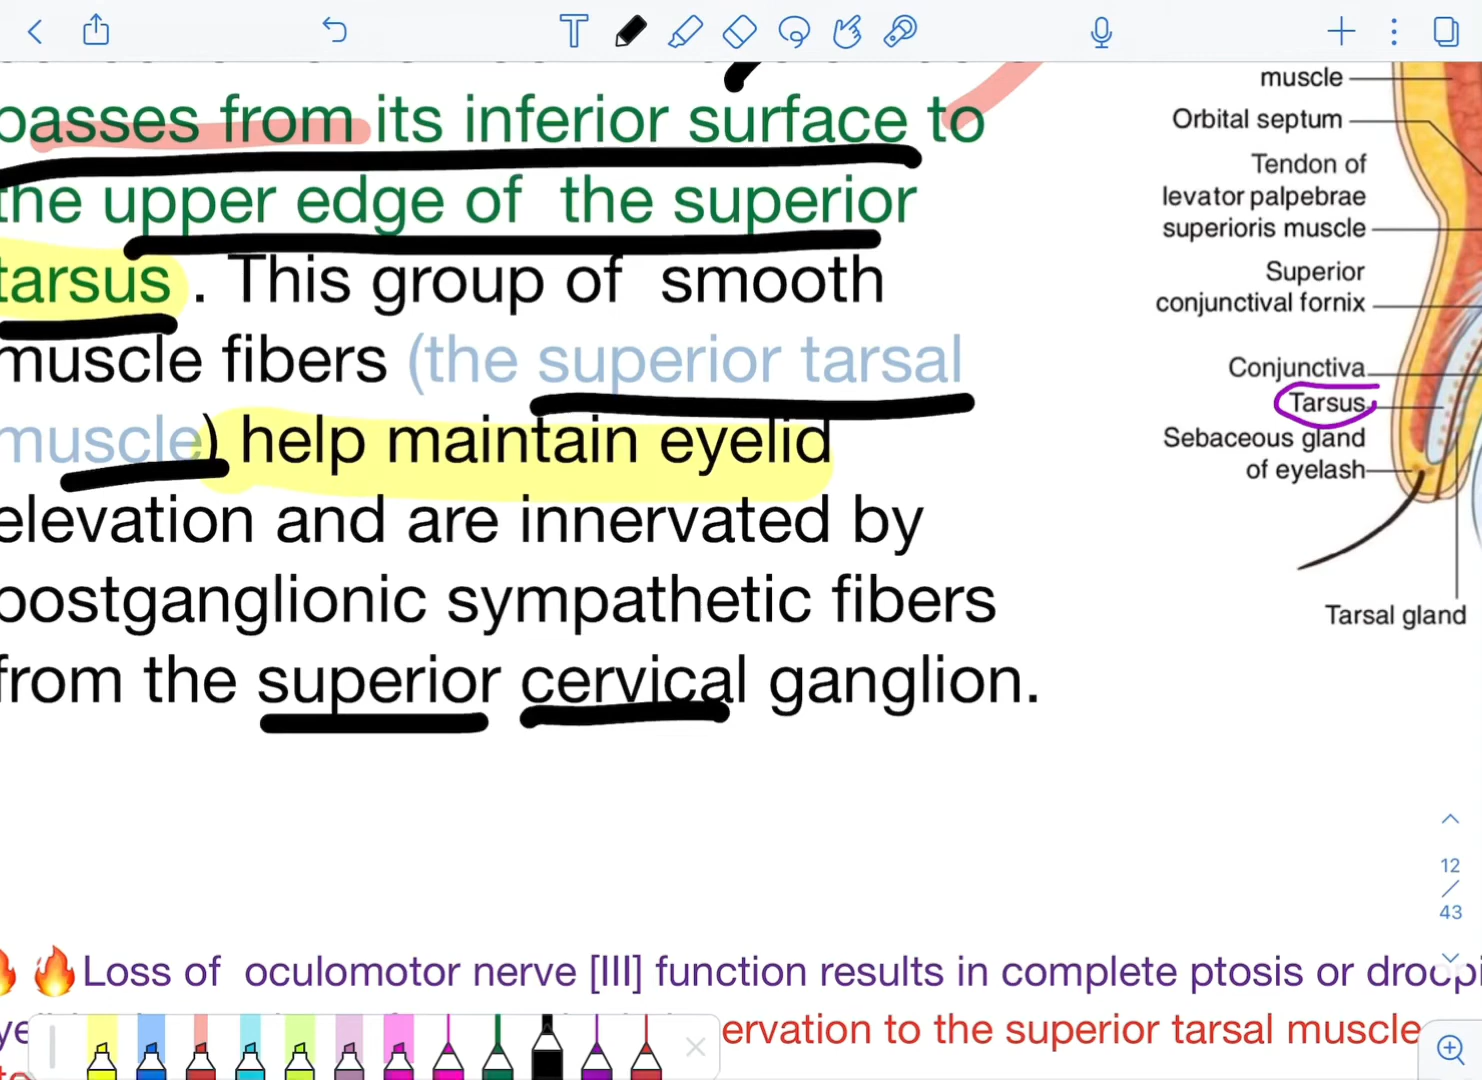 passes from its inferior surface to
the upper edge of the superior
tarsus . This group of smooth
muscle fibers (the superior tarsal
muscle) help maintain eyelid
elevation and are innervated by
postganglionic sympathetic fibers
from the superior cervical ganglion.
muscle
Orbital septum
Tendon of
levator palpebrae
superioris muscle
Superior
conjunctival fornix
Conjunctiva
Tarsus
Sebaceous gland
of eyelash
Tarsal gland
12
/
43
🔥Loss of oculomotor nerve [III] function results in complete ptosis or
ervation to the superior tarsal muscle